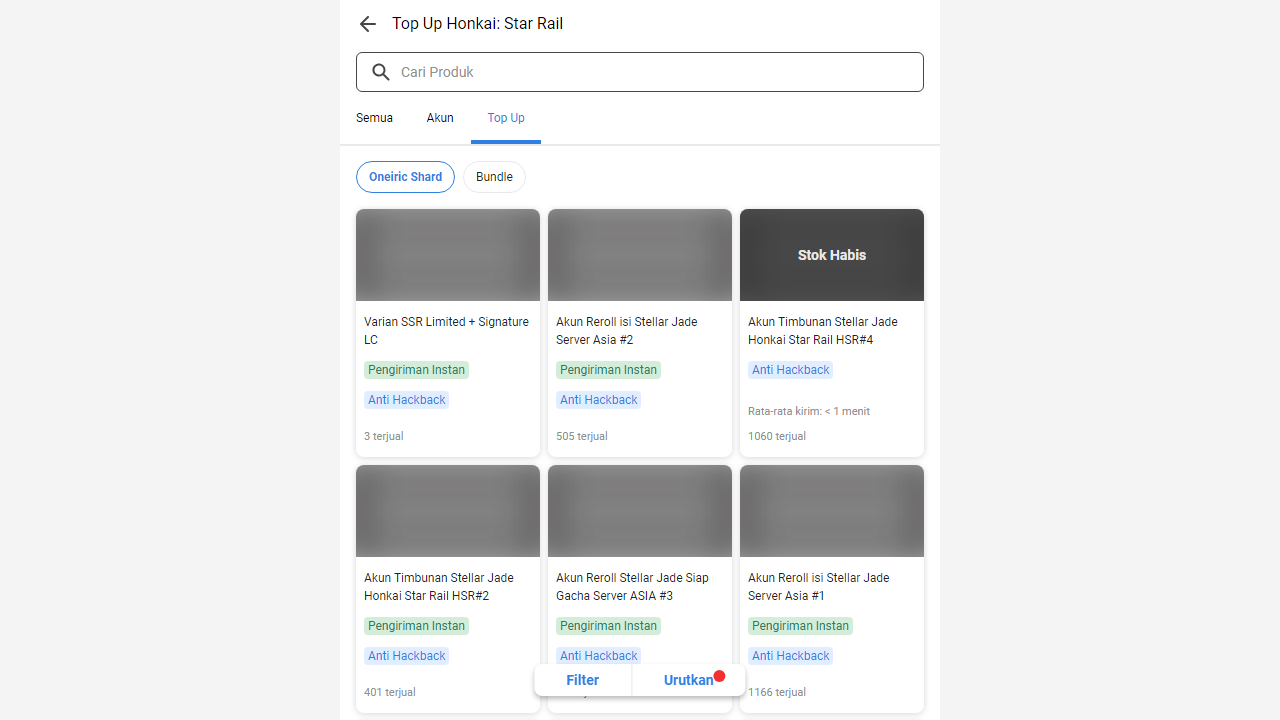 Top Up Honkai: Star Rail
Cari Produk
Semua
Akun
Top Up
Oneiric Shard
Bundle
Varian SSR Limited + Signature
LC
Pengiriman Instan
Anti Hackback
3 terjual
Akun Reroll isi Stellar Jade
Server Asia #2
Pengiriman Instan
Anti Hackback
505 terjual
Stok Habis
Akun Timbunan Stellar Jade
Honkai Star Rail HSR#4
Anti Hackback
Rata-rata kirim: < 1 menit
1060 terjual
Akun Timbunan Stellar Jade
Honkai Star Rail HSR#2
Pengiriman Instan
Anti Hackback
401 terjual
Akun Reroll Stellar Jade Siap
Gacha Server ASIA #3
Pengiriman Instan
Anti Hackback
Akun Reroll isi Stellar Jade
Server Asia #1
Pengiriman Instan
Anti Hackback
1166 terjual
Filter
Urutkan